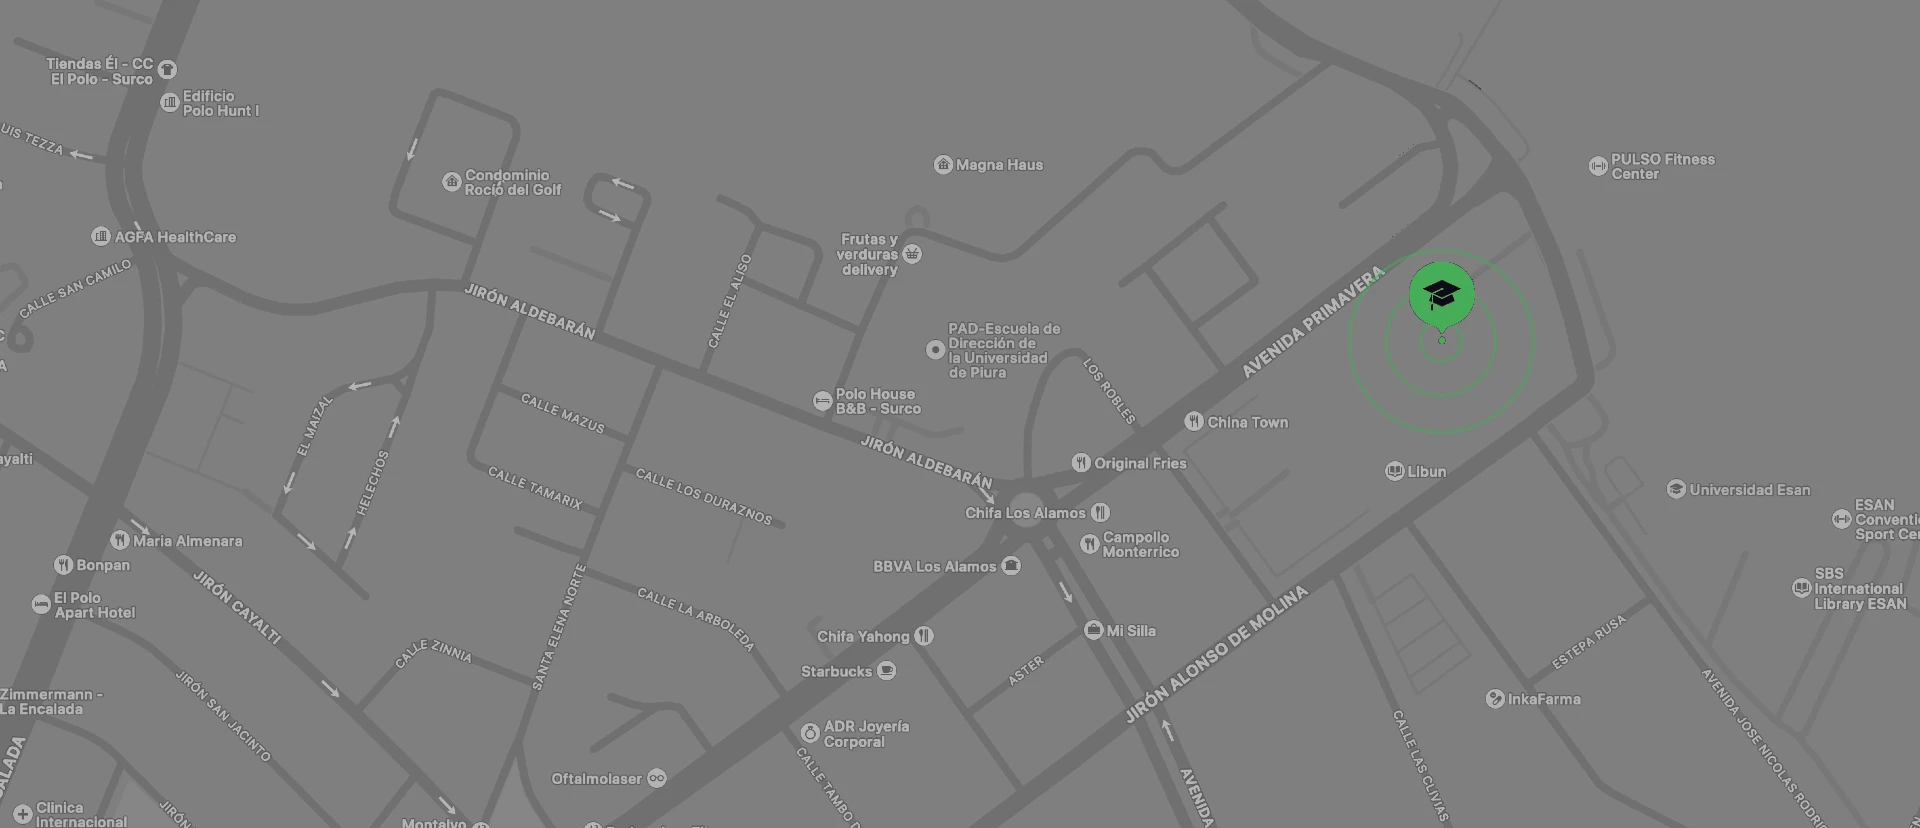 Tiendas Él - CC
El Polo - Surco
Edificio
Polo Hunt I
UIS TEZZA
Condominio
Rocío del Golf
Magna Haus
PULSO Fitness
Center
AGFA HealthCare
Frutas y
verduras
delivery
CALLE SAN CAMILO
JIRÓN ALDEBARÁN
CALLE EL ALISO
AVENIDA PRIMAVERA
PAD-Escuela de
Dirección de
la Universidad
de Piura
LOS ROBLES
Polo House
B&B - Surco
EL MAIZAL
CALLE MAZUS
China Town
JIRÓN ALDEBARÁN
ayalti
HELECHOS
CALLE TAMARIX
CALLE LOS DURAZNOS
Original Fries
Libun
Universidad Esan
Chifa Los Alamos
ESAN
Conventi
Sport Cer
Maria Almenara
Campollo
Monterrico
Bonpan
BBVA Los Alamos
El Polo
Apart Hotel
JIRÓN CAYALTI
SANTA ELENA NORTE
CALLE LA ARBOLEDA
SBS
International
Library ESAN
Chifa Yahong
Mi Silla
JIRÓN ALONSO DE MOLINA
CALLE ZINNIA
Starbucks
ASTER
ESTEPA RUSA
Zimmermann -
La Encalada
JIRÓN SAN JACINTO
InkaFarma
AVENIDA JOSE NICOLAS RODRI
ADR Joyería
Corporal
CALLE LAS CLIVIAS
ALADA
Oftalmolaser
CALLE TAMBO D
AVENIDA
Clinica
Internacional
JIRÓN
Montalvo